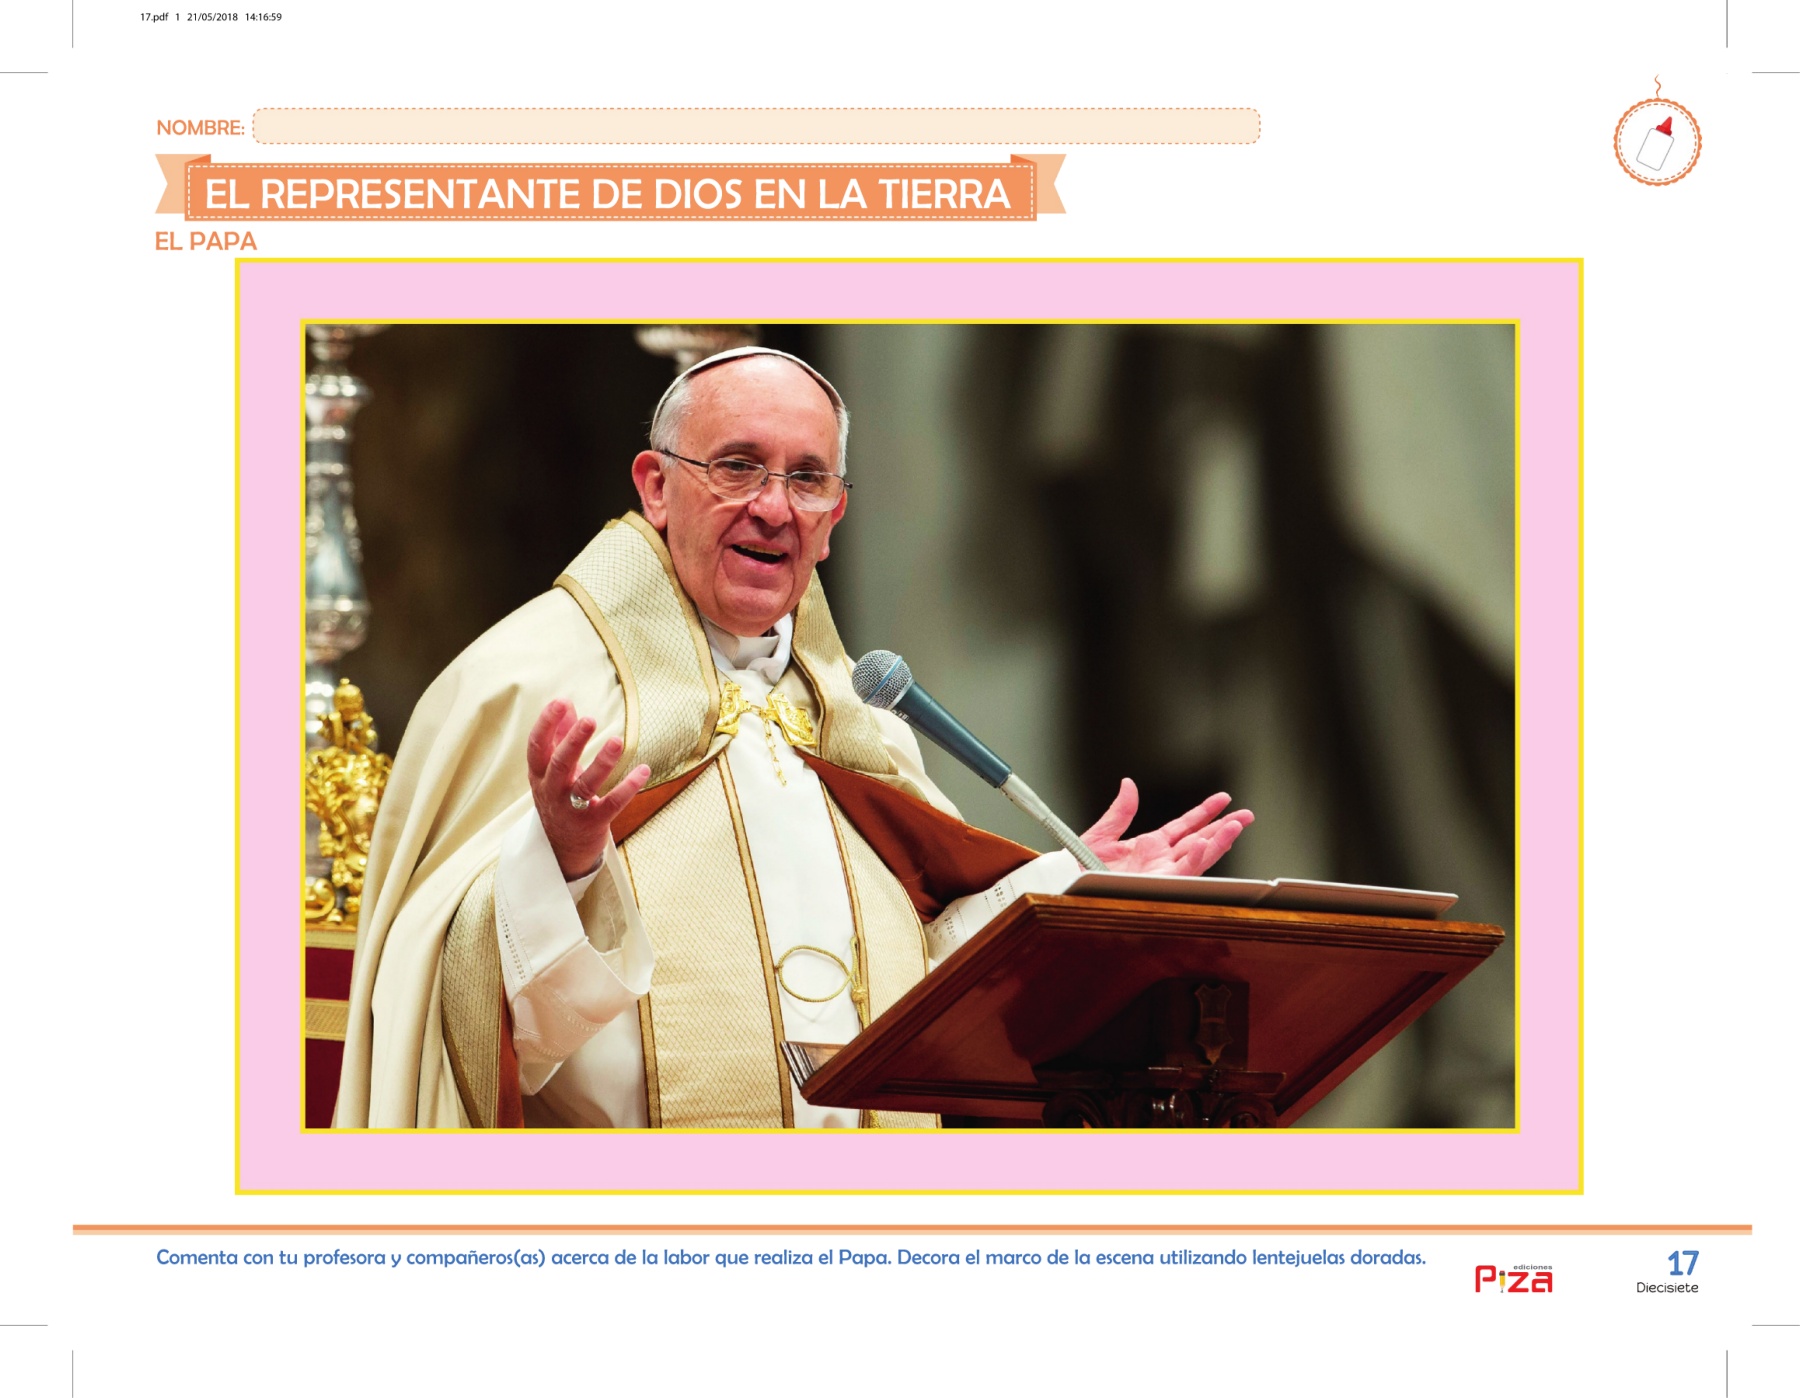 17.pdf 1 21/05/2018 14:16:59
NOMBRE:
EL REPRESENTANTE DE DIOS EN LA TIERRA
EL PAPA
Comenta con tu profesora y compañeros(as) acerca de la labor que realiza el Papa. Decora el marco de la escena utilizando lentejuelas doradas.
ediciones
Piza
17
Diecisiete